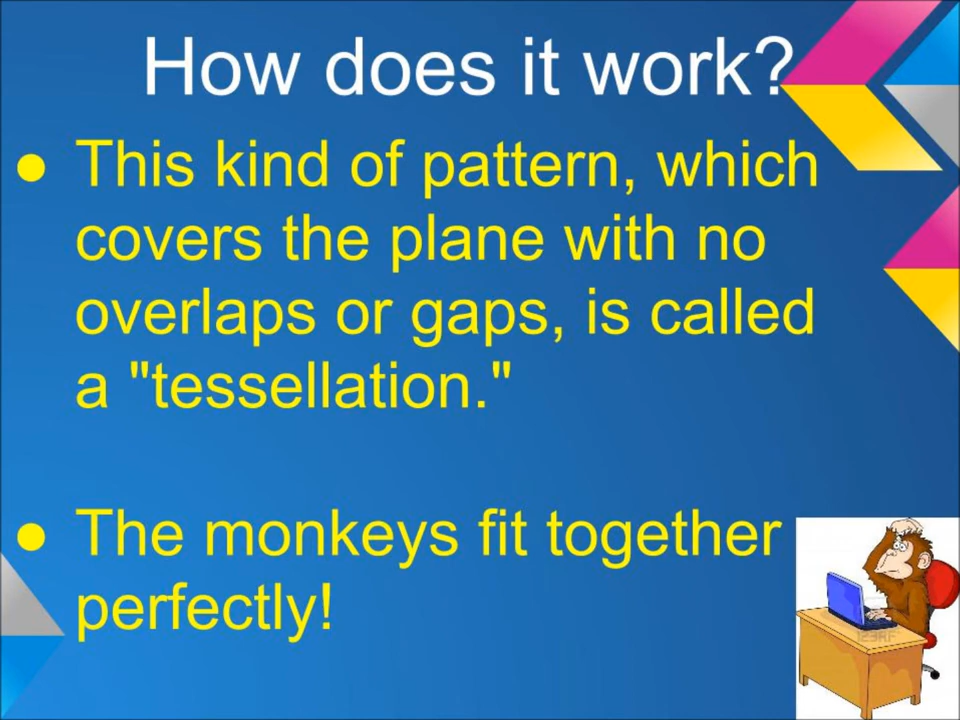 How does it work?
● This kind of pattern, which
covers the plane with no
overlaps or gaps, is called
a "tessellation."
● The monkeys fit together
perfectly!
123RF